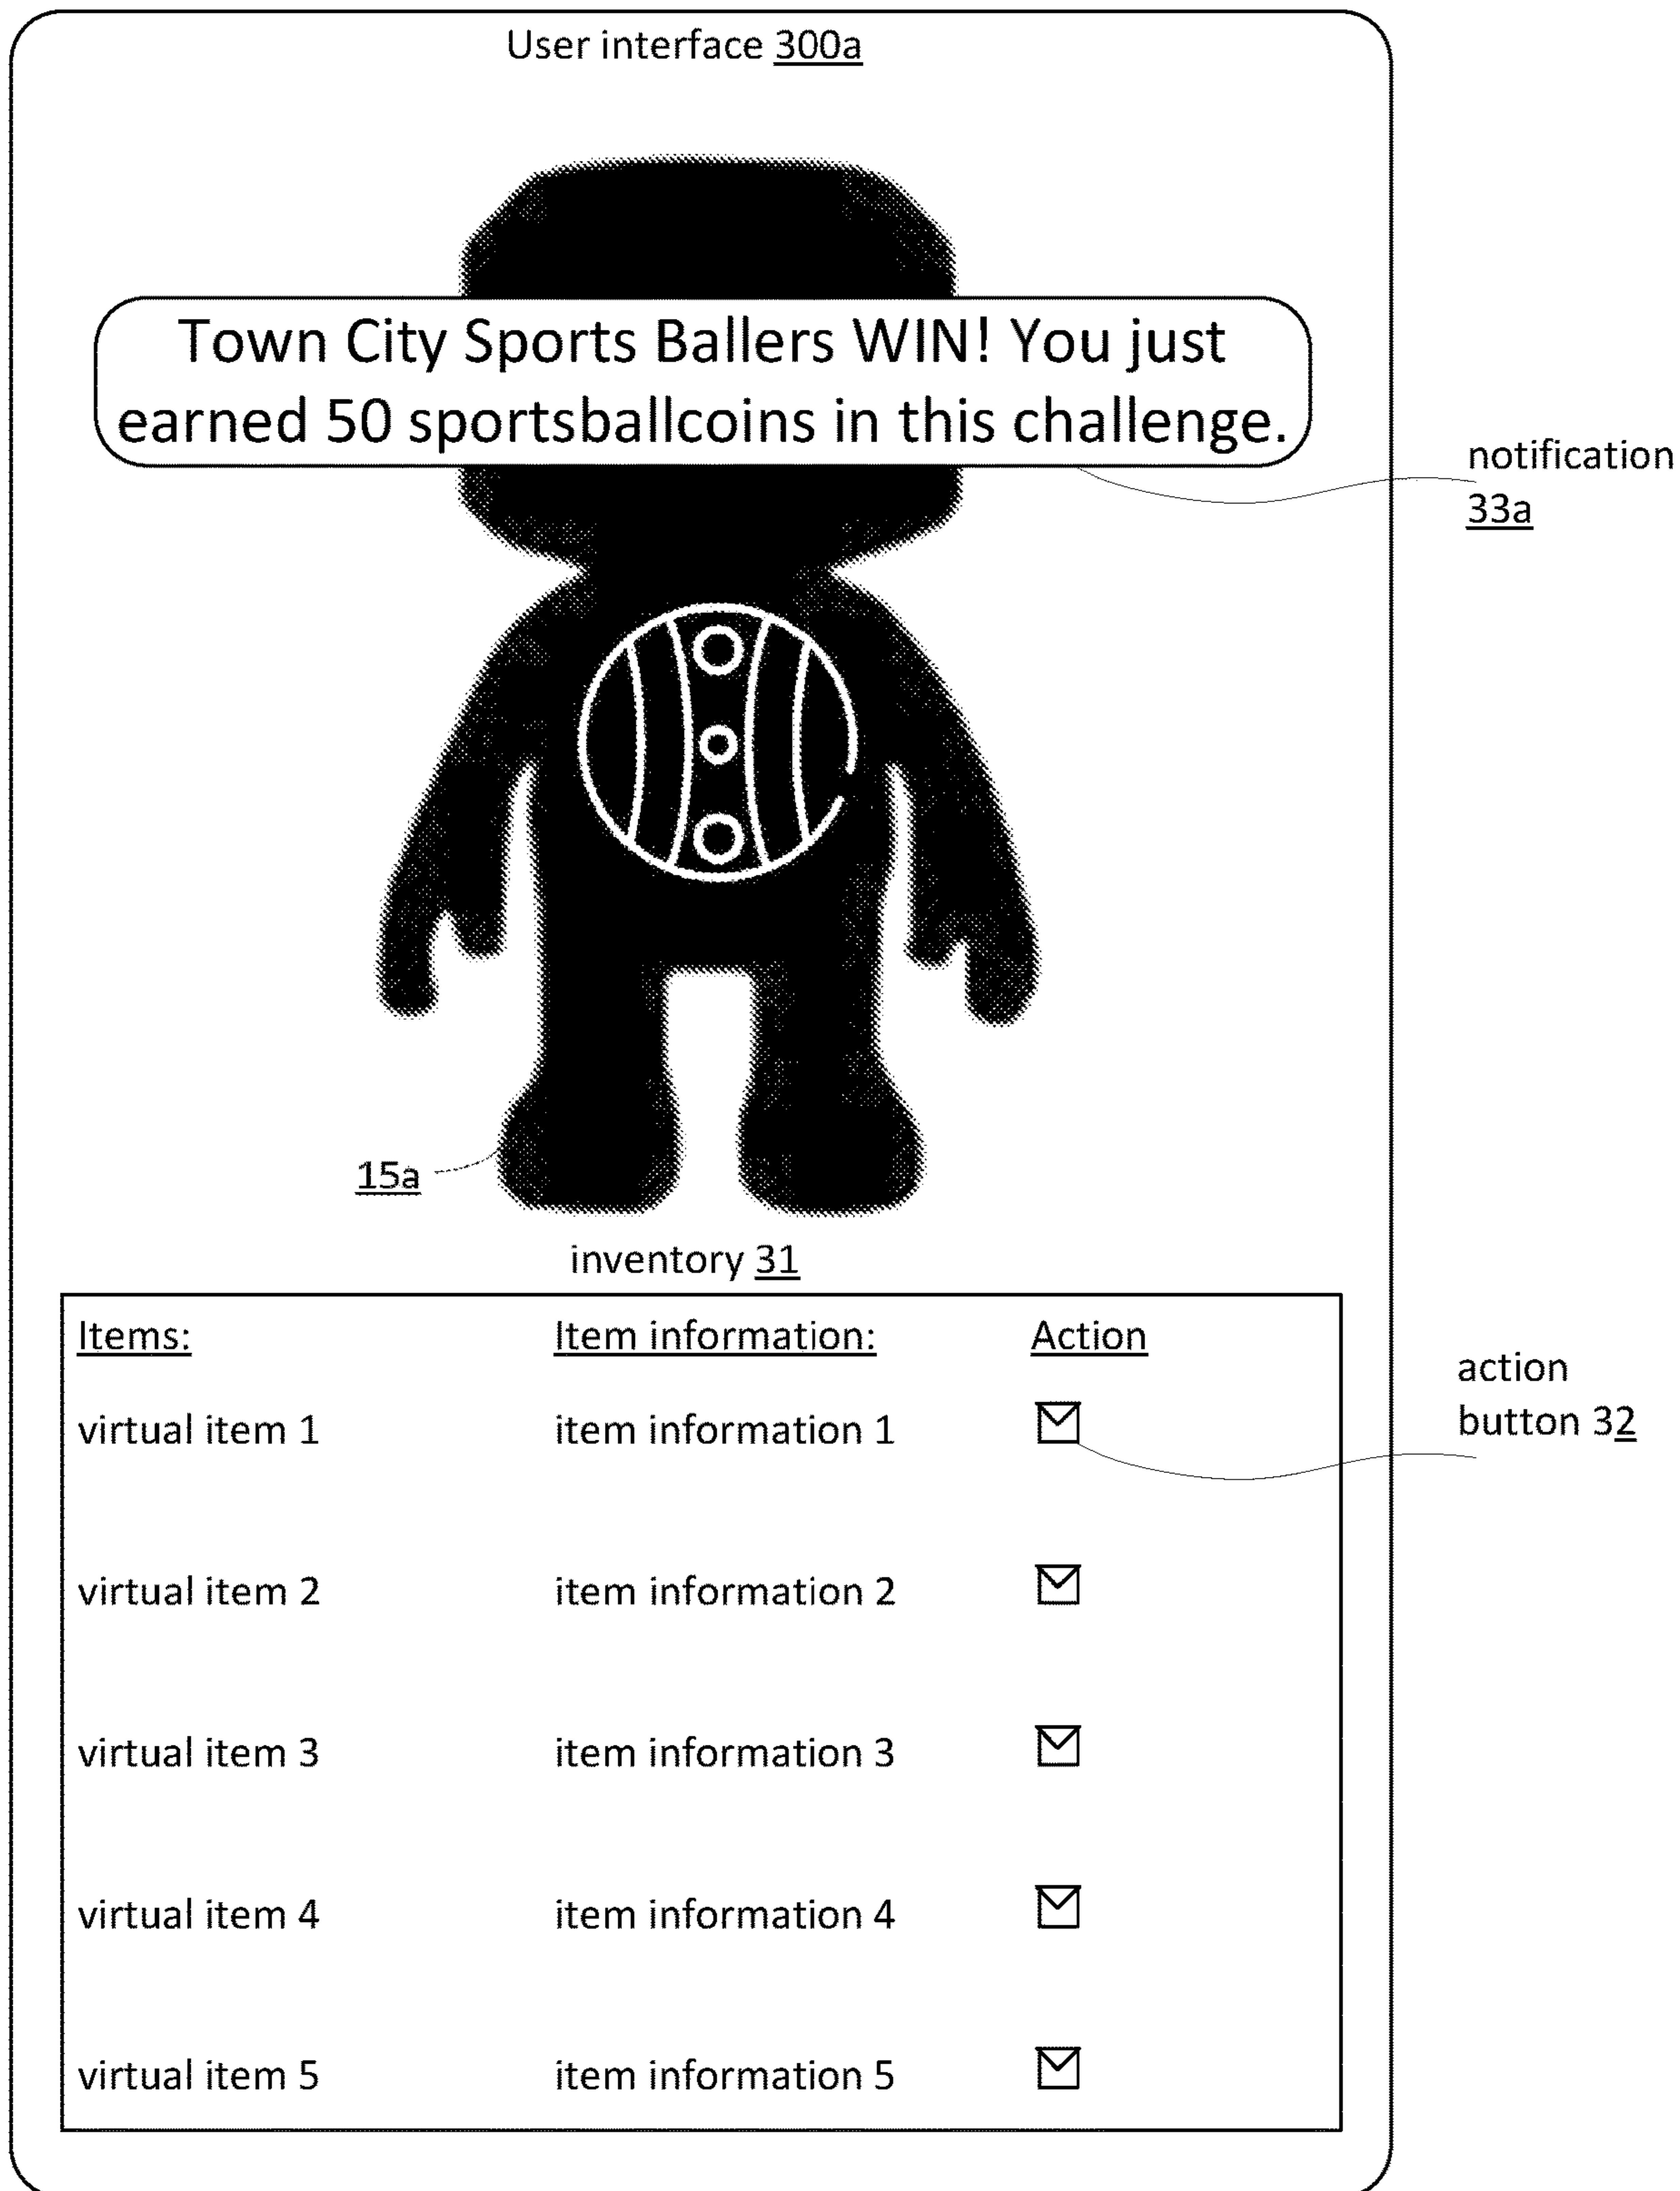 User interface 300a
Town City Sports Ballers WIN! You just
earned 50 sportsballcoins in this challenge.
notification
33a
15a
inventory 31
Items: Item information: Action
action
button 32
virtual item 1 item information 1
virtual item 2 item information 2
virtual item 3 item information 3
virtual item 4 item information 4
virtual item 5 item information 5